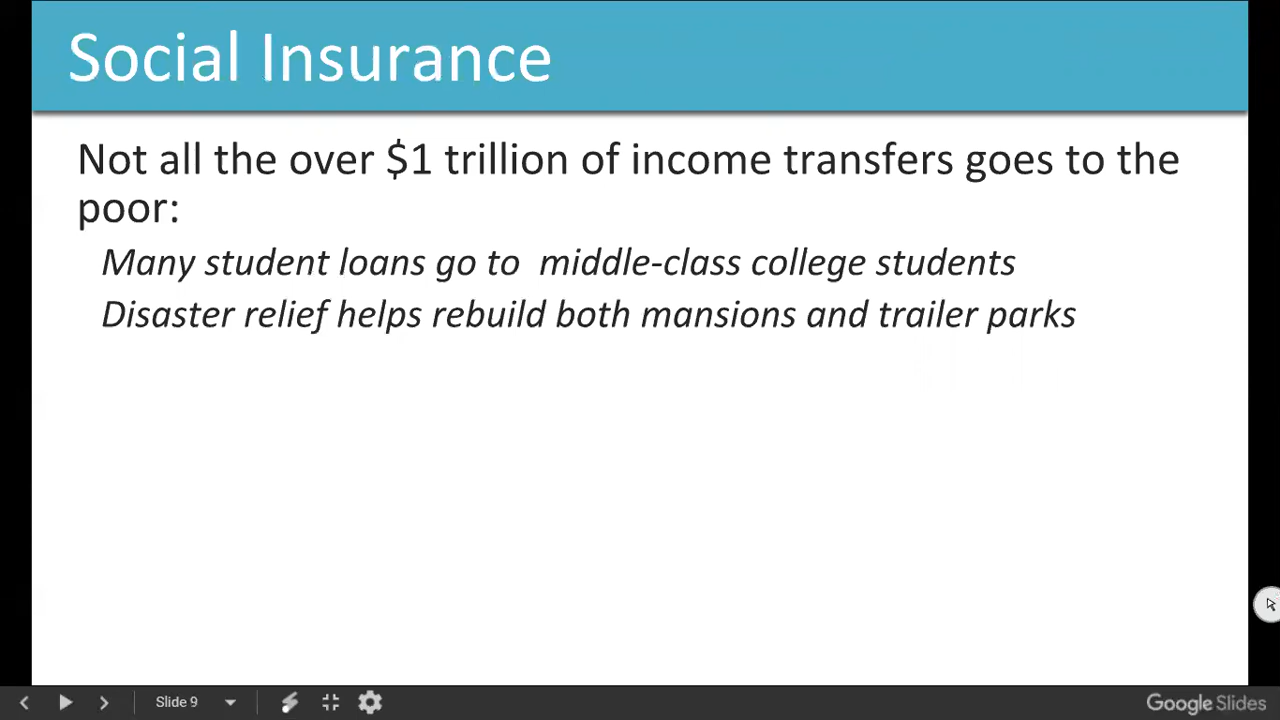 Social Insurance
Not all the over $1 trillion of income transfers goes to the
poor:
Many student loans go to  middle-class college students
Disaster relief helps rebuild both mansions and trailer parks
Slide 9
Google Slides